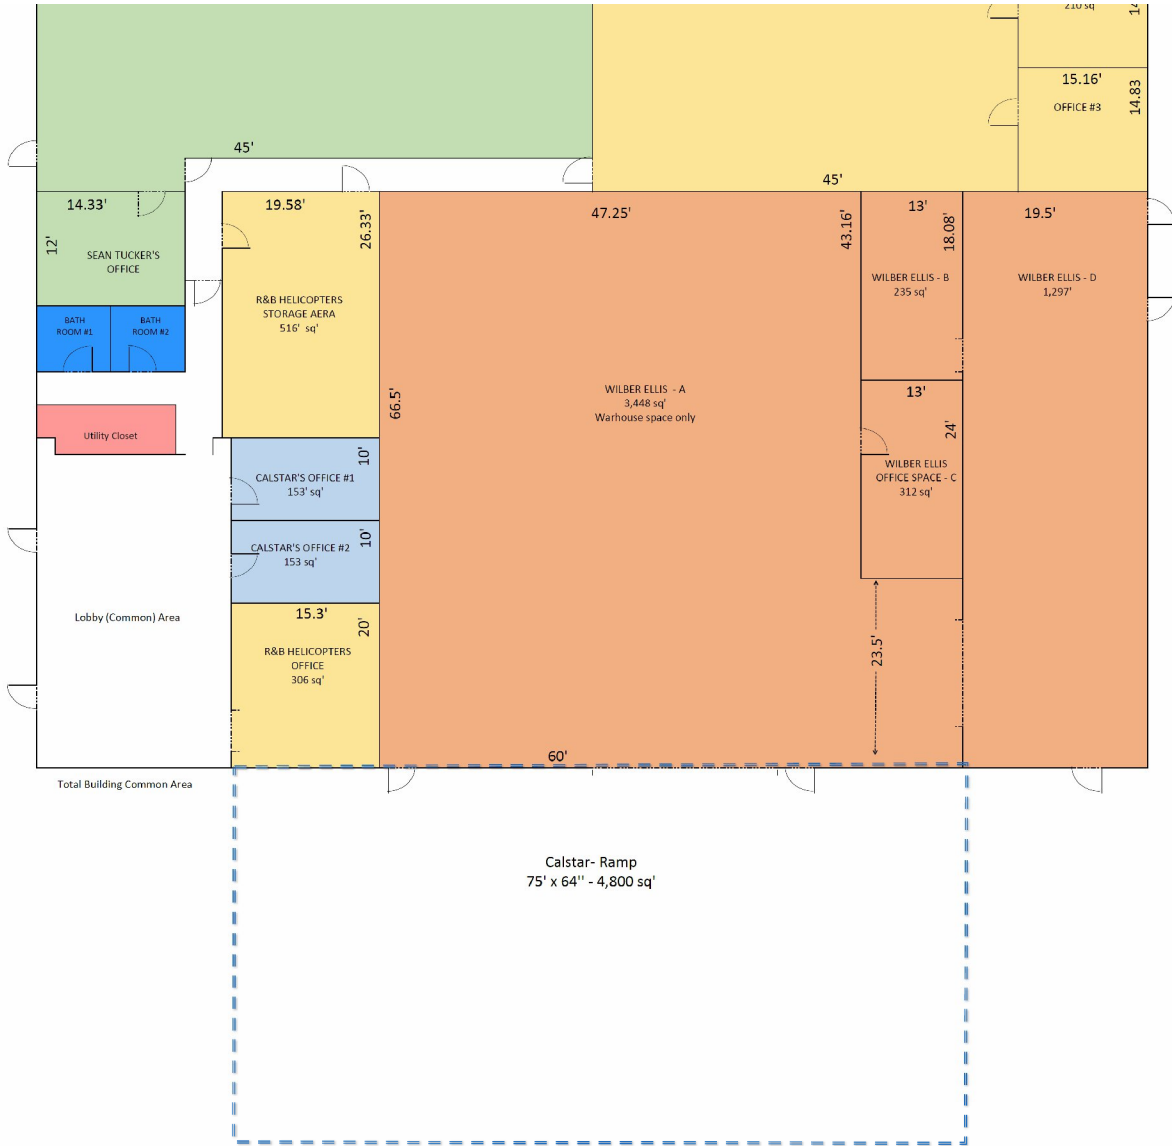 210 sq'
15.16'
14.83
OFFICE #3
45'
45'
14.33'
12'
SEAN TUCKER'S
OFFICE
19.58'
26.33'
47.25'
43.16'
13'
18.08'
19.5'
WILBER ELLIS - B
235 sq'
WILBER ELLIS - D
1,297'
R&B HELICOPTERS
STORAGE AERA
516' sq'
BATH
ROOM #1
BATH
ROOM #2
66.5'
WILBER ELLIS - A
3,448 sq'
Warhouse space only
13'
24'
Utility Closet
10'
CALSTAR'S OFFICE #1
153' sq'
WILBER ELLIS
OFFICE SPACE - C
312 sq'
10'
CALSTAR'S OFFICE #2
153 sq'
Lobby (Common) Area
15.3'
20'
R&B HELICOPTERS
OFFICE
306 sq'
23.5'
60'
Total Building Common Area
Calstar- Ramp
75' x 64'' - 4,800 sq'